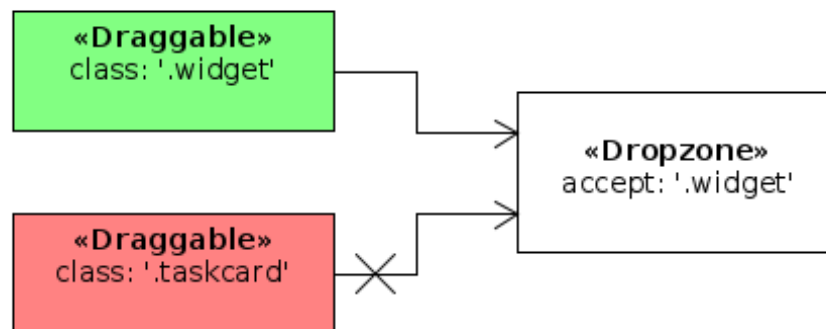 «Draggable»
class: '.widget'
«Dropzone»
accept: '.widget'
«Draggable»
class: '.taskcard'